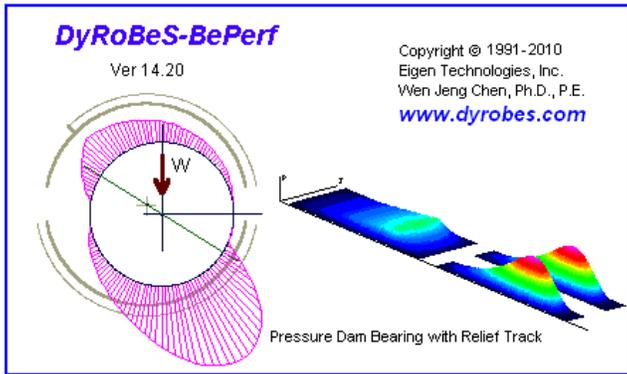 DyRoBeS-BePerf
Ver 14.20
Copyright © 1991-2010
Eigen Technologies, Inc.
Wen Jeng Chen, Ph.D., P.E.
www.dyrobes.com
W
P
Pressure Dam Bearing with Relief Track